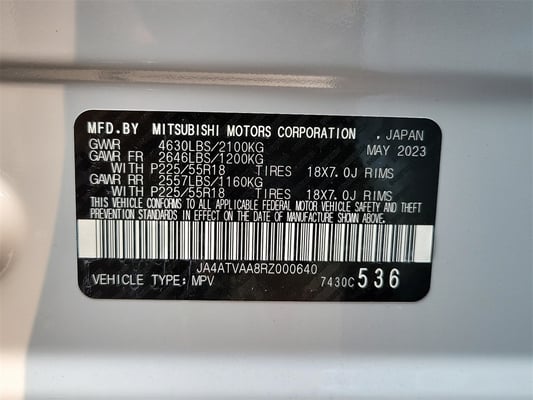 MFD.BY MITSUBISHI MOTORS CORPORATION . JAPAN
GVWR 4630LBS/2100KG MAY 2023
GAWR FR 2646LBS/1200KG
WITH P225/55R18 TIRES 18X7.0J RIMS
GAWR RR 2557LBS/1160KG
WITH P225/55R18 TIRES 18X7.0J RIMS
THIS VEHICLE CONFORMS TO ALL APPLICABLE FEDERAL MOTOR VEHICLE SAFETY AND THEFT
PREVENTION STANDARDS IN EFFECT ON THE DATE OF MANUFACTURE SHOWN ABOVE.
JA4ATVAA8RZ000640
VEHICLE TYPE: MPV 7430C 536